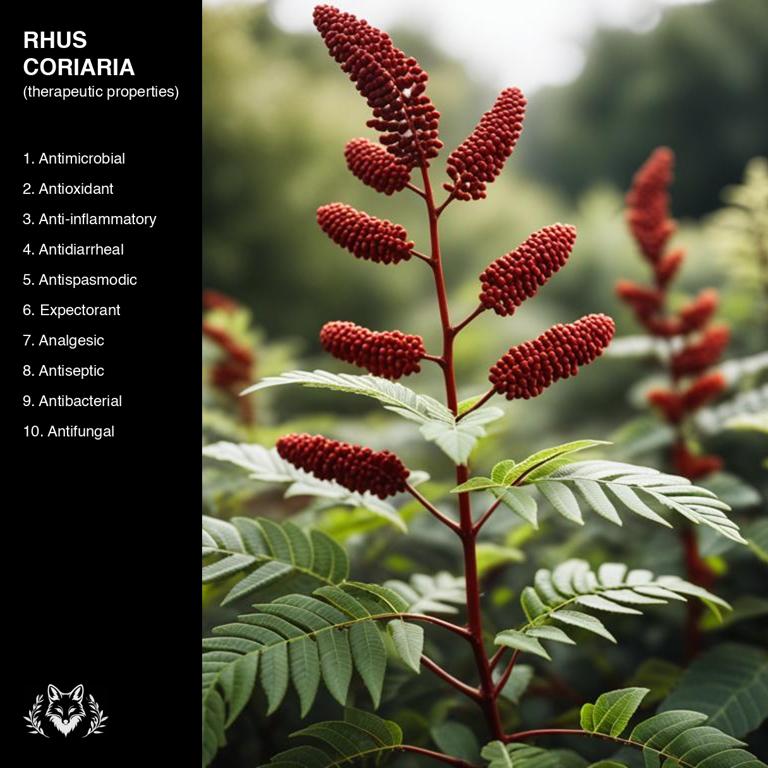 RHUS
CORIARIA
(therapeutic properties)
1. Antimicrobial
2. Antioxidant
3. Anti-inflammatory
4. Antidiarrheal
5. Antispasmodic
6. Expectorant
7. Analgesic
8. Antiseptic
9. Antibacterial
10. Antifungal